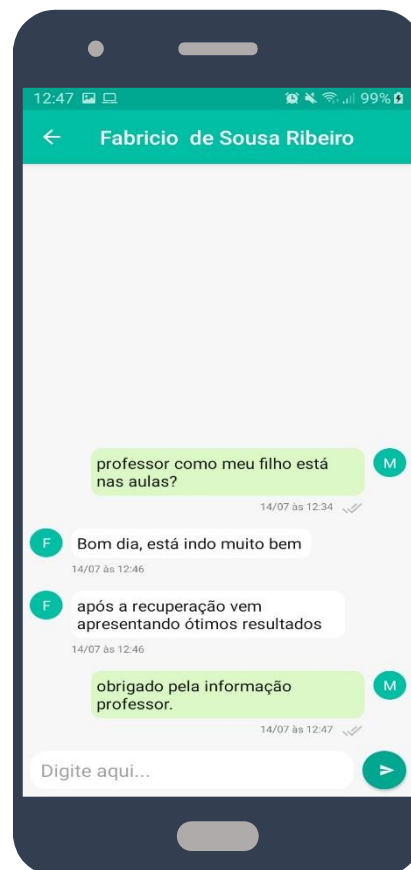 12:47 99%
Fabricio de Sousa Ribeiro
professor como meu filho está
nas aulas?
M
14/07 às 12:34
F
Bom dia, está indo muito bem
14/07 às 12:46
F
após a recuperação vem
apresentando ótimos resultados
14/07 às 12:46
obrigado pela informação
professor.
M
14/07 às 12:47
Digite aqui...